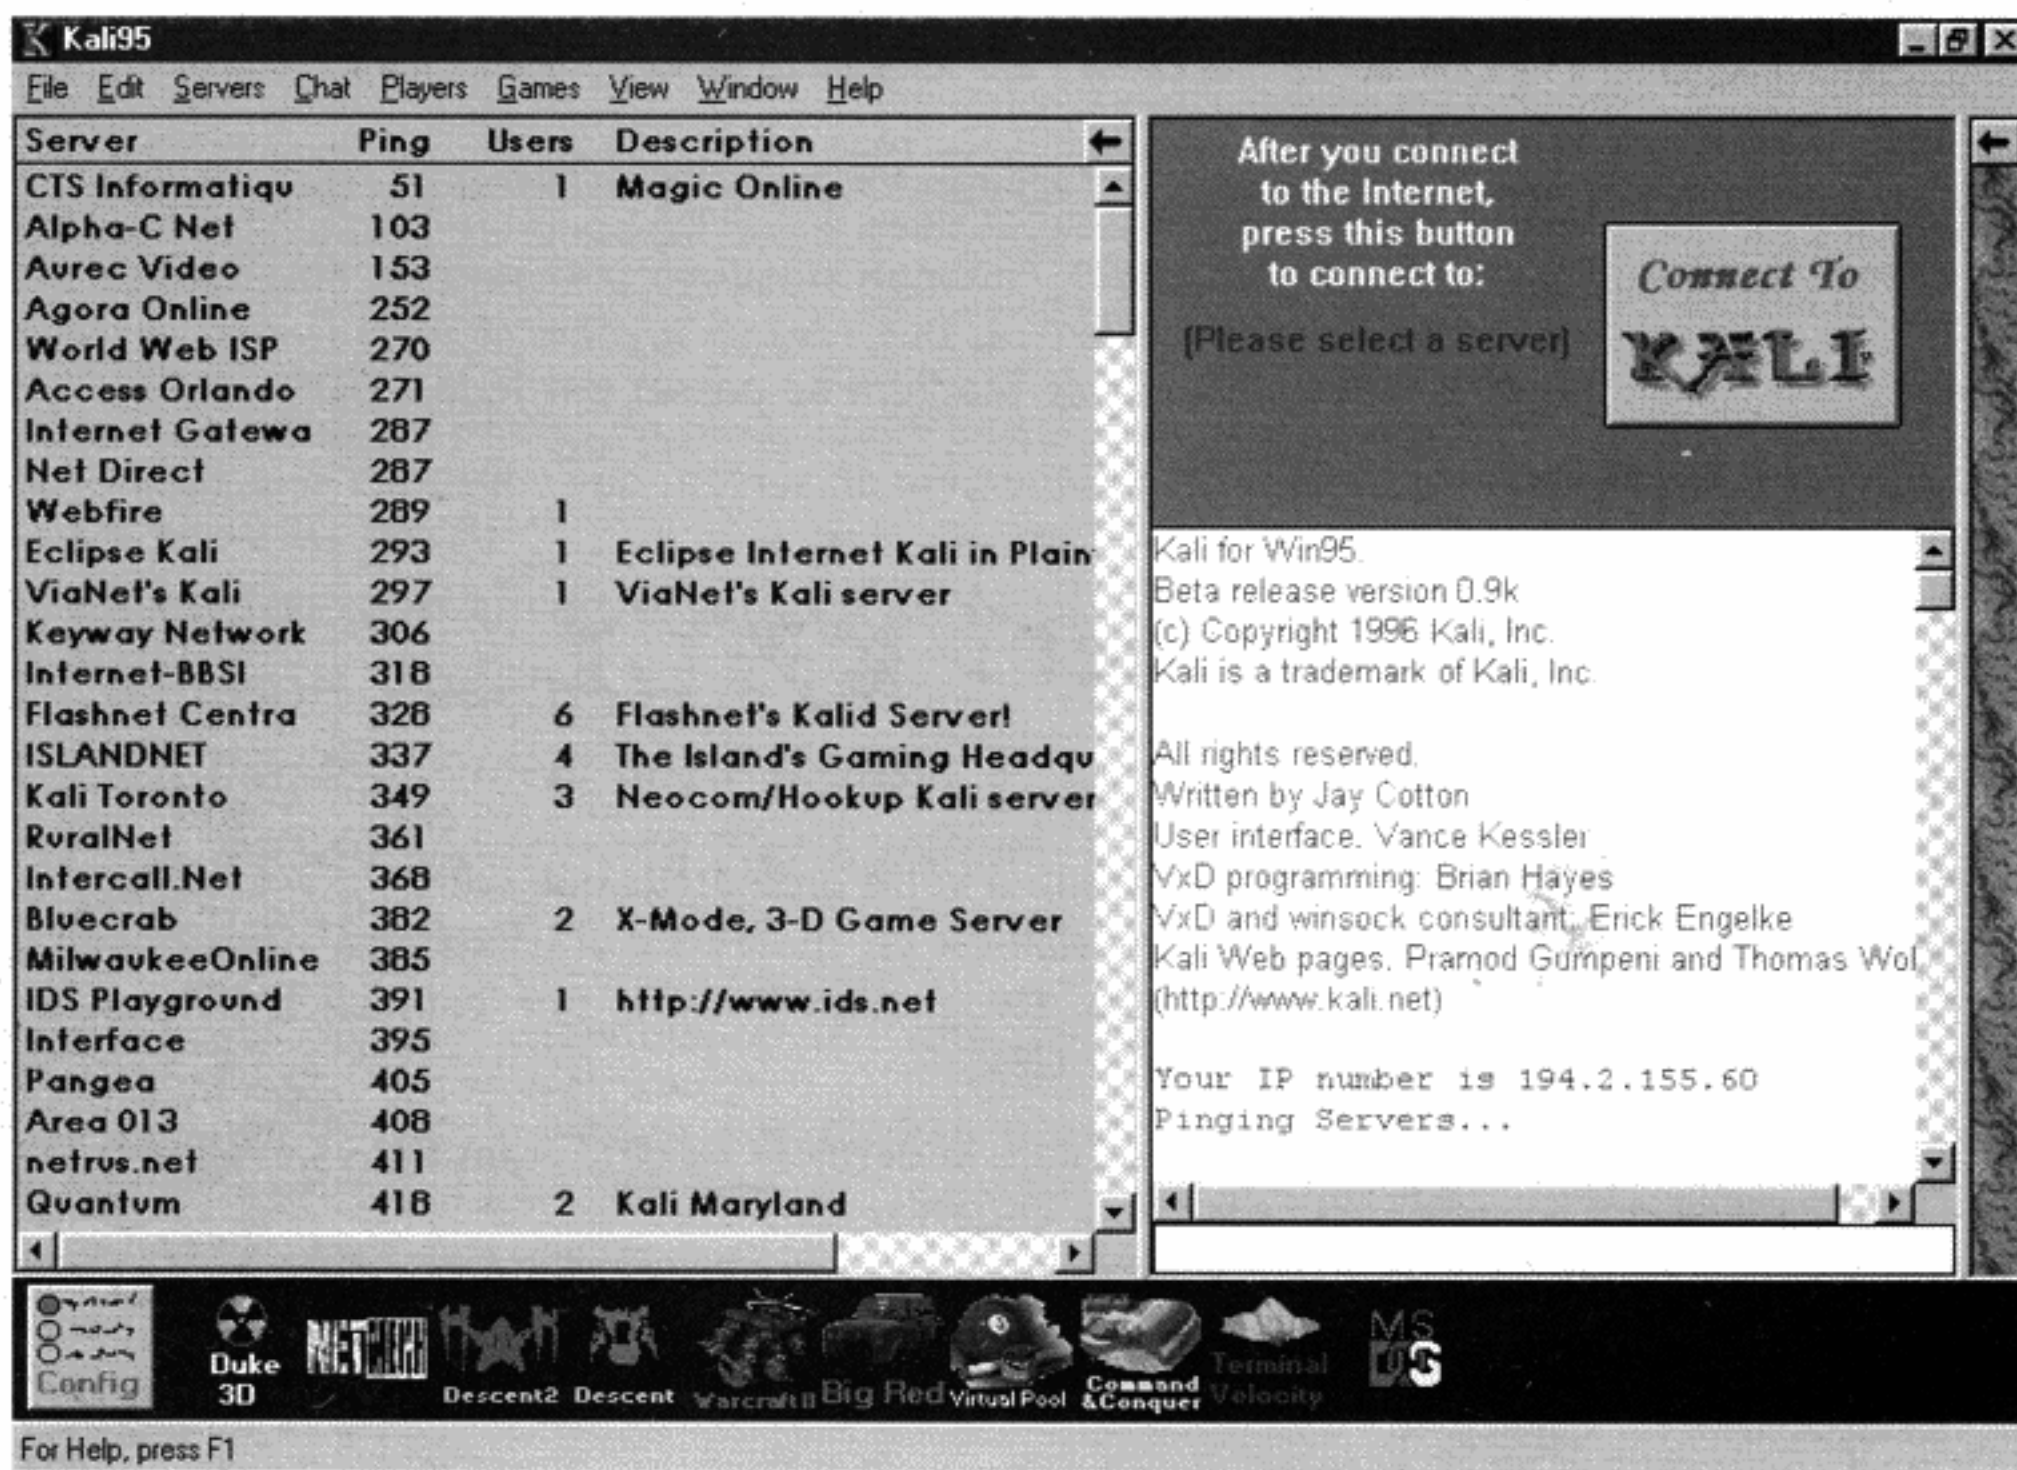 Kali95
File Edit Servers Chat Players Games View Window Help
Server Ping Users Description
CTS Informatiqu 51 1 Magic Online
Alpha-C Net 103
Aurec Video 153
Agora Online 252
World Web ISP 270
Access Orlando 271
Internet Gatewa 287
Net Direct 287
Webfire 289 1
Eclipse Kali 293 1 Eclipse Internet Kali in Plain
ViaNet's Kali 297 1 ViaNet's Kali server
Keyway Network 306
Internet-BBSI 318
Flashnet Centra 328 6 Flashnet's Kalid Server!
ISLANDNET 337 4 The Island's Gaming Headqu
Kali Toronto 349 3 Neocom/Hookup Kali server
RuralNet 361
Intercall.Net 368
Bluecrab 382 2 X-Mode, 3-D Game Server
MilwaukeeOnline 385
IDS Playground 391 1 http://www.ids.net
Interface 395
Pangea 405
Area 013 408
netrus.net 411
Quantum 418 2 Kali Maryland
After you connect
to the Internet,
press this button
to connect to:
(Please select a server)
Connect To
KALI
Kali for Win95.
Beta release version 0.9k
(c) Copyright 1996 Kali, Inc.
Kali is a trademark of Kali, Inc.
All rights reserved.
Written by Jay Cotton
User interface. Vance Kessler
VxD programming: Brian Hayes
VxD and winsock consultant: Erick Engelke
Kali Web pages. Pramod Gumpeni and Thomas Wol
(http://www.kali.net)
Your IP number is 194.2.155.60
Pinging Servers...
Config
Duke
3D
Descent2
Descent
Warcraft II
Big Red
Virtual Pool
Command
&Conquer
Terminal
Velocity
MS
DOS
For Help, press F1